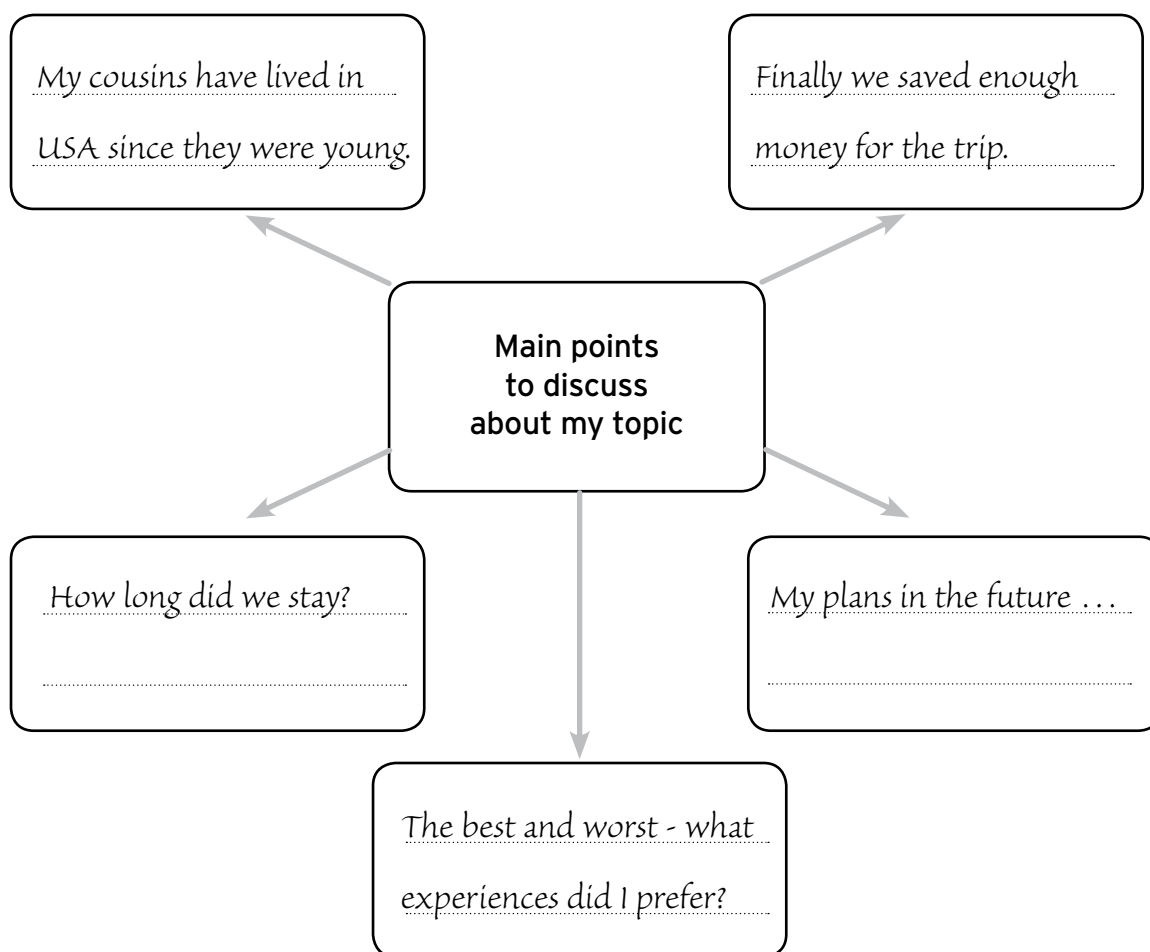 My cousins have lived in
USA since they were young.
Finally we saved enough
money for the trip.
Main points
to discuss
about my topic
How long did we stay?
My plans in the future ...
The best and worst - what
experiences did I prefer?